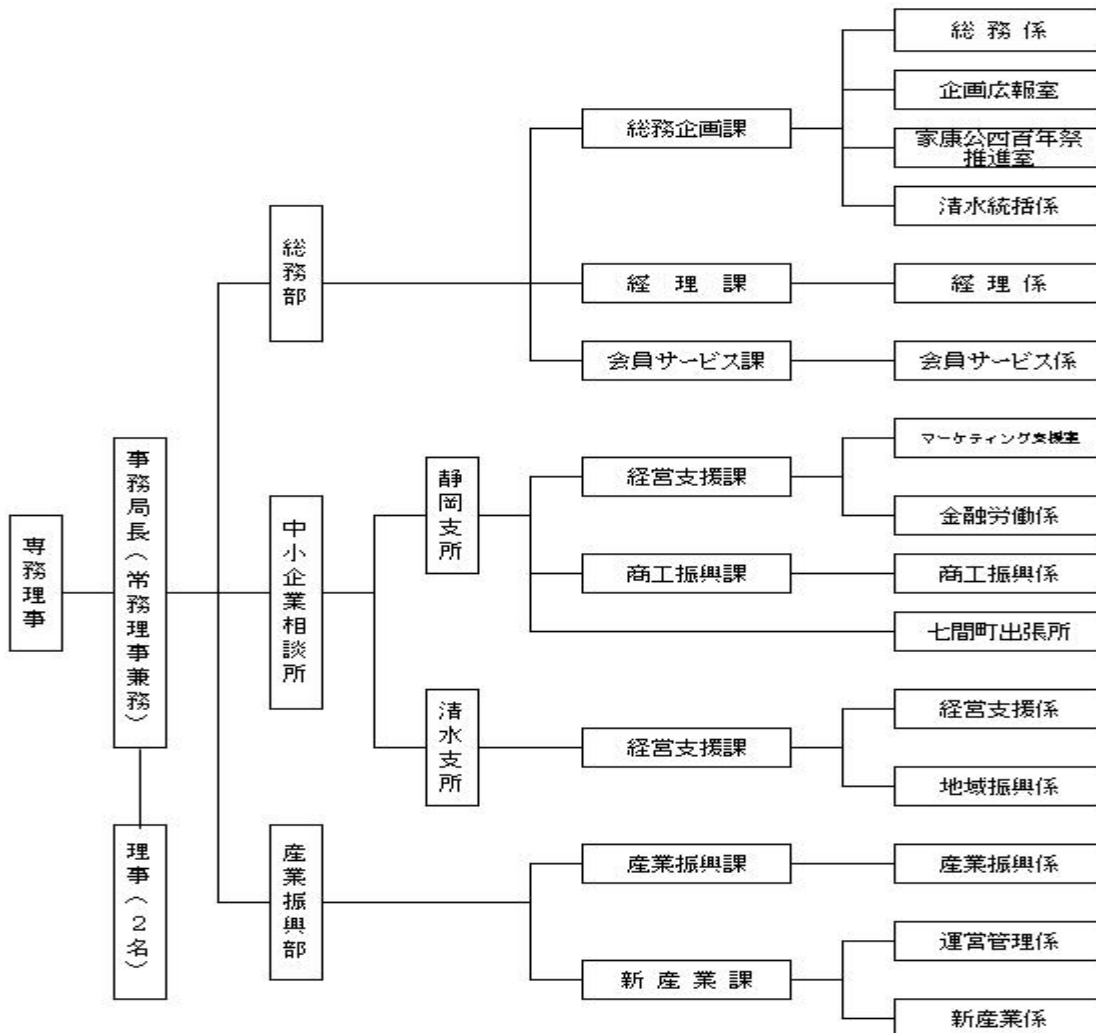 専務理事
事務局長(常務理事兼務)
理事(2名)
総務部
総務企画課
総務係
企画広報室
家康公四百年祭
推進室
清水統括係
経理課
経理係
会員サービス課
会員サービス係
中小企業相談所
静岡支所
経営支援課
マーケティング支援室
金融労働係
商工振興課
商工振興係
七間町出張所
清水支所
経営支援課
経営支援係
地域振興係
産業振興部
産業振興課
産業振興係
新産業課
運営管理係
新産業係